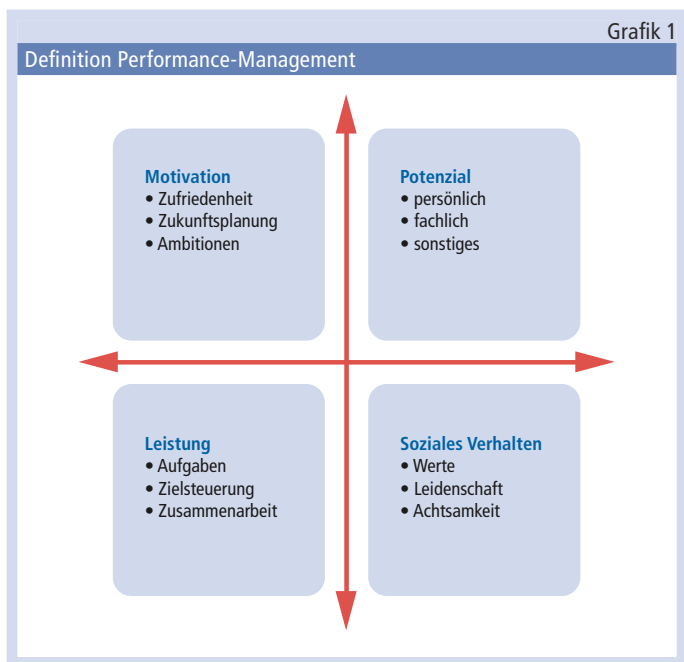 Grafik 1
Definition Performance-Management
Motivation
• Zufriedenheit
• Zukunftsplanung
• Ambitionen
Potenzial
• persönlich
• fachlich
• sonstiges
Leistung
• Aufgaben
• Zielsteuerung
• Zusammenarbeit
Soziales Verhalten
• Werte
• Leidenschaft
• Achtsamkeit